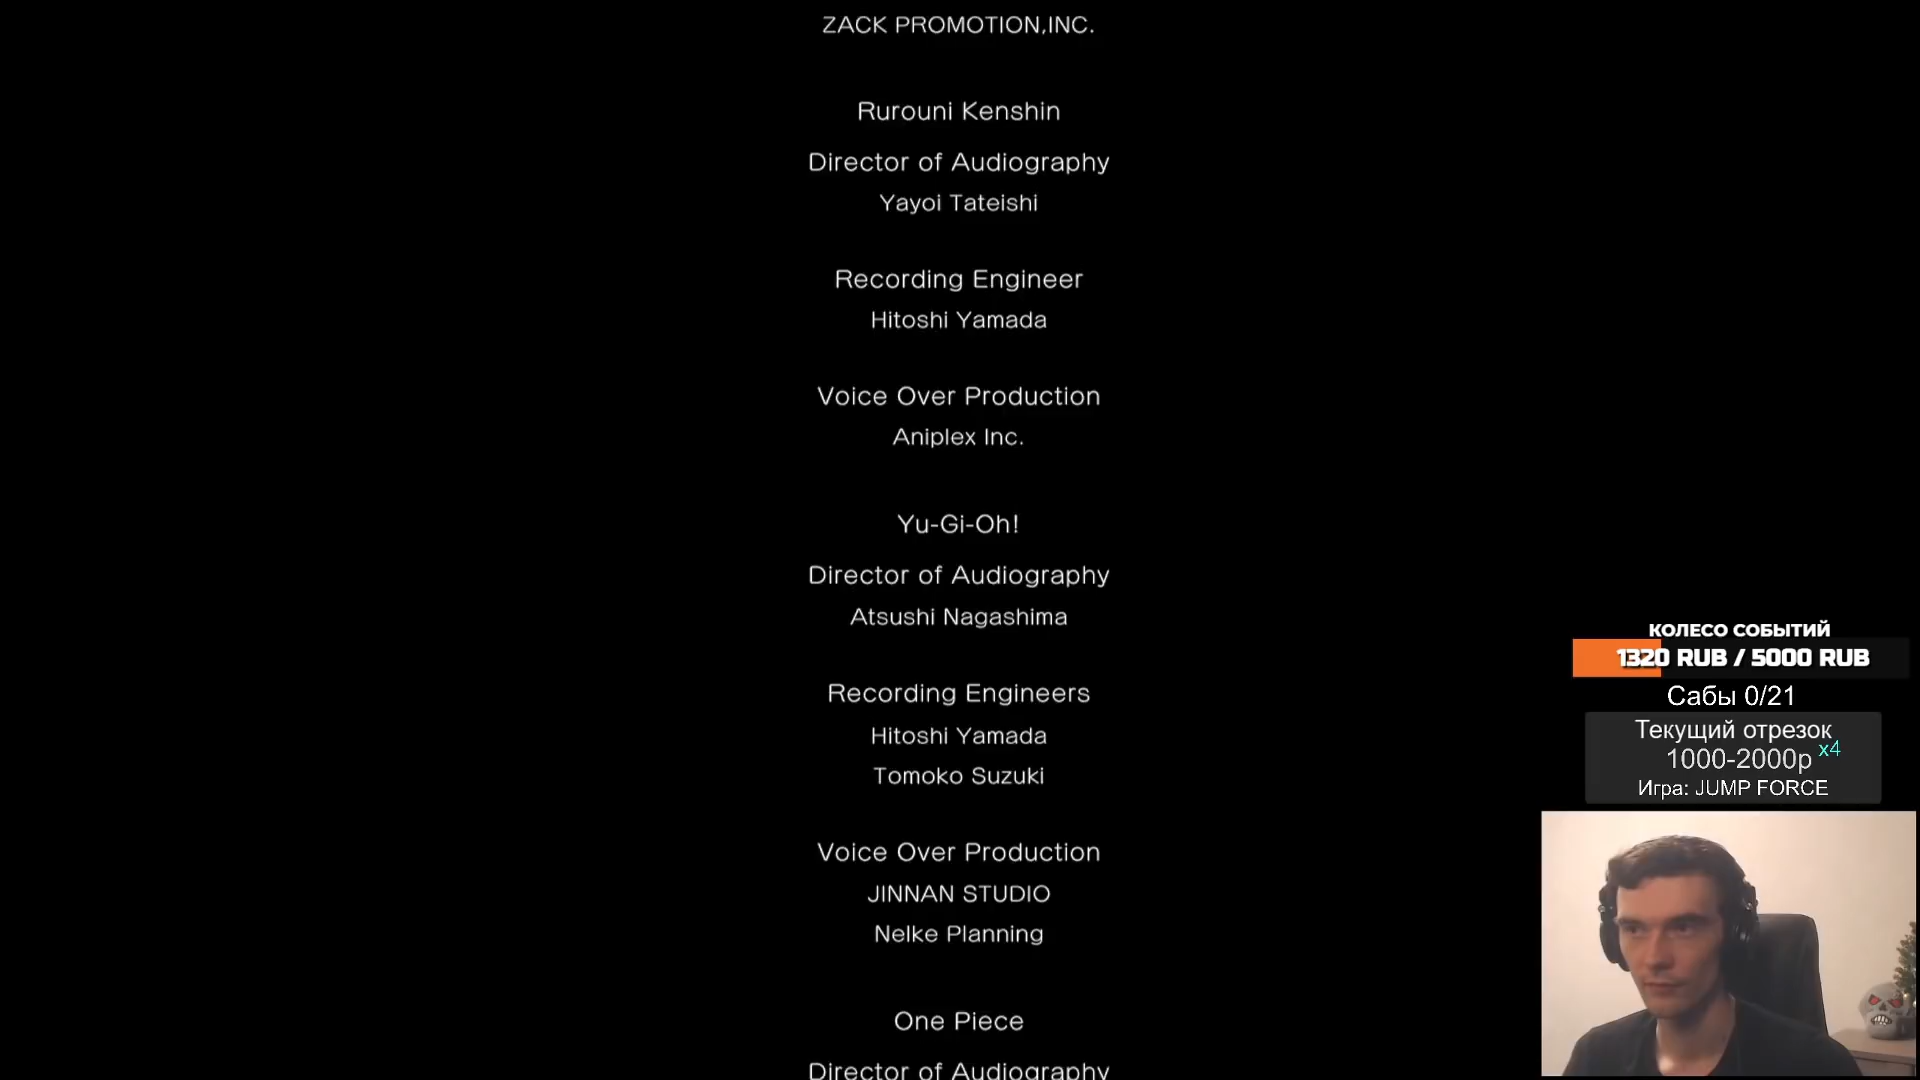 ZACK PROMOTION,INC.
Rurouni Kenshin
Director of Audiography
Yayoi Tateishi
Recording Engineer
Hitoshi Yamada
Voice Over Production
Aniplex Inc.
Yu-Gi-Oh!
Director of Audiography
Atsushi Nagashima
Recording Engineers
Hitoshi Yamada
Tomoko Suzuki
Voice Over Production
JINNAN STUDIO
Nelke Planning
One Piece
Director of Audiography
КОЛЕСО СОБЫТИЙ
1320 RUB / 5000 RUB
Сабы 0/21
Текущий отрезок
1000-2000р x4
Игра: JUMP FORCE